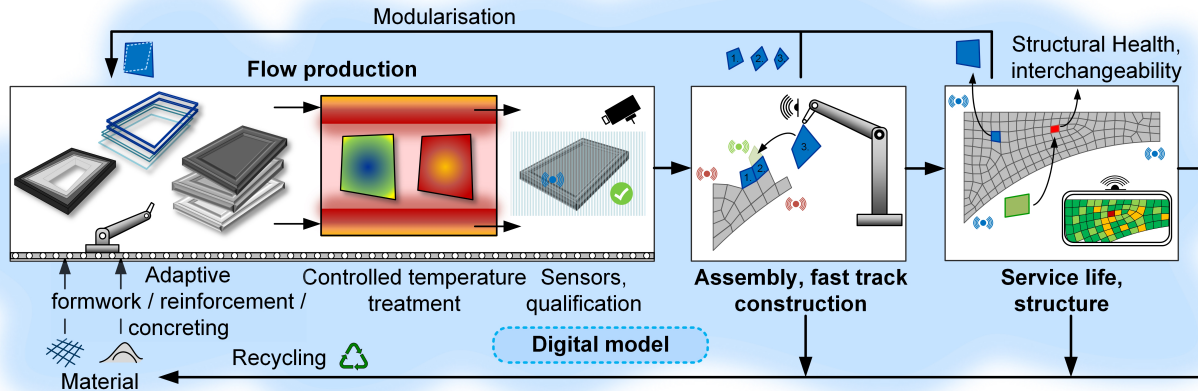 Modularisation
Flow production
1. 2. 3.
Structural Health,
interchangeability
3.
1. 2.
Adaptive
formwork / reinforcement /
concreting
Controlled temperature
treatment
Sensors,
qualification
Assembly, fast track
construction
Service life,
structure
Digital model
Recycling
Material